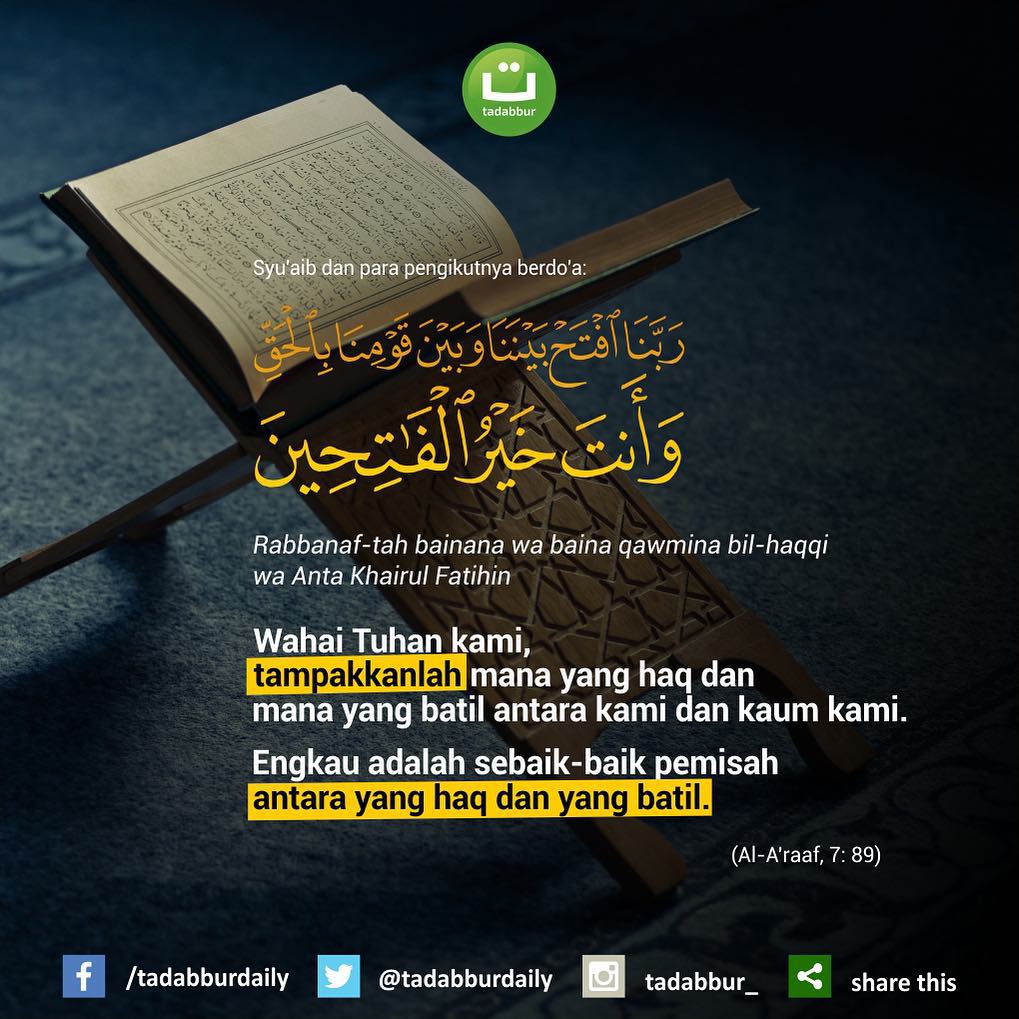 tadabbur
Syu'aib dan para pengikutnya berdo'a:
رَبَّنَا ٱفْتَحْ بَيْنَنَا وَبَيْنَ قَوْمِنَا بِٱلْحَقِّ
وَأَنتَ خَيْرُ ٱلْفَٰتِحِينَ
Rabbanaf-tah bainana wa baina qawmina bil-haqqi
wa Anta Khairul Fatihin
Wahai Tuhan kami,
tampakkanlah mana yang haq dan
mana yang batil antara kami dan kaum kami.
Engkau adalah sebaik-baik pemisah
antara yang haq dan yang batil.
(Al-A'raaf, 7: 89)
/tadabburdaily
@tadabburdaily
tadabbur_
share this